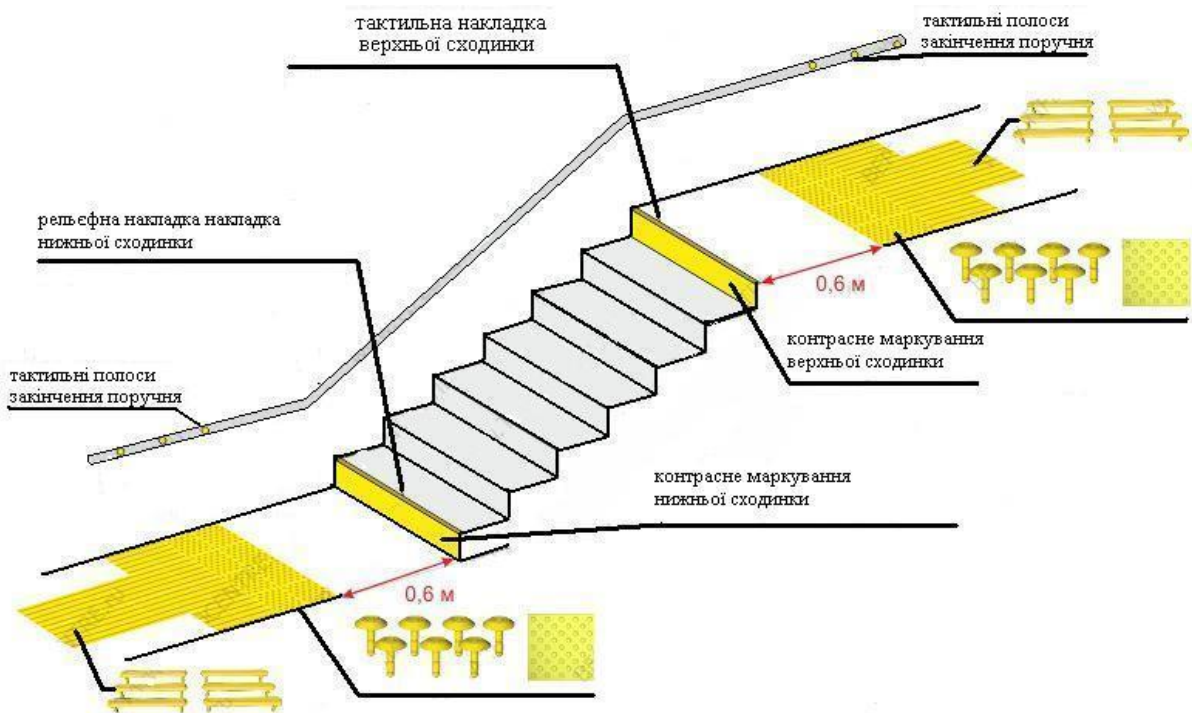 тактильна накладка
верхньої сходинки
тактильні полоси
закінчення поручня
рельєфна накладка накладка
нижньої сходинки
0,6 м
контрасне маркування
верхньої сходинки
тактильні полоси
закінчення поручня
контрасне маркування
нижньої сходинки
0,6 м